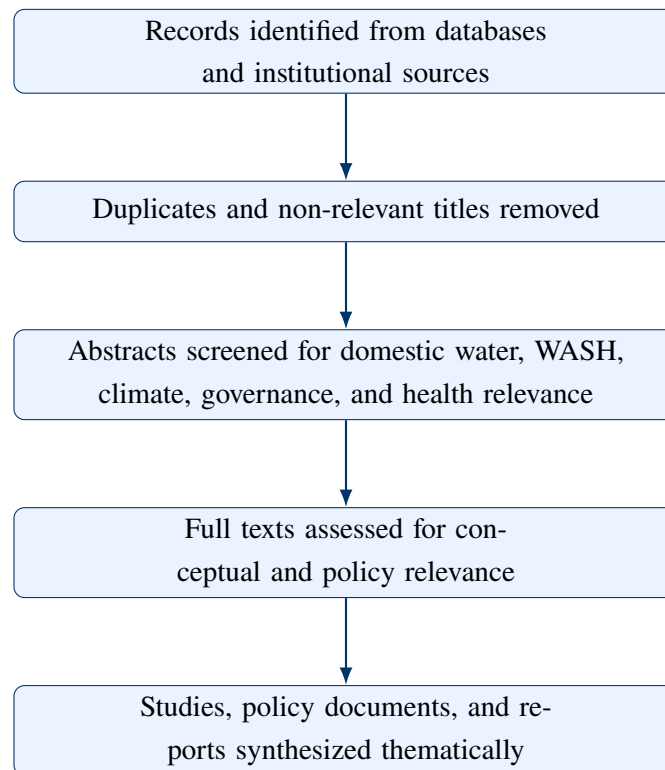 Records identified from databases
and institutional sources
Duplicates and non-relevant titles removed
Abstracts screened for domestic water, WASH,
climate, governance, and health relevance
Full texts assessed for con-
ceptual and policy relevance
Studies, policy documents, and re-
ports synthesized thematically